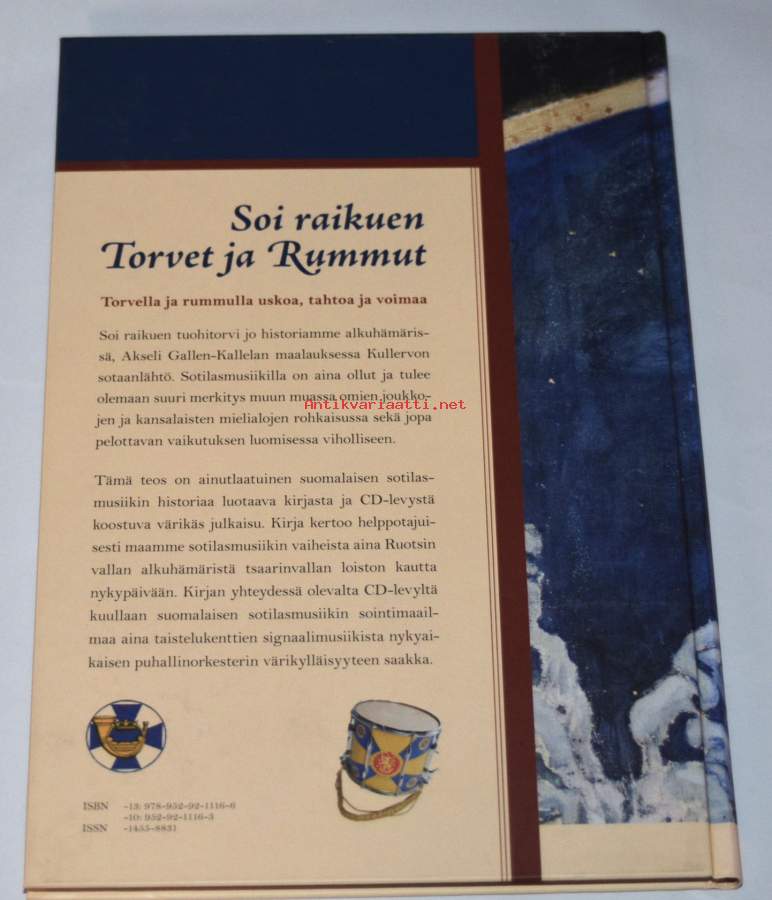 Soi raikuen
Torvet ja Rummut
Torvella ja rummulla uskoa, tahtoa ja voimaa
Soi raikuen tuohitorvi jo historiamme alkuhämäris-
sä, Akseli Gallen-Kallelan maalauksessa Kullervon
sotaanlähtö. Sotilasmusiikilla on aina ollut ja tulee
olemaan suuri merkitys muun muassa omien joukko-
Antikvariaatti.net
jen ja kansalaisten mielialojen rohkaisussa sekä jopa
pelottavan vaikutuksen luomisessa viholliseen.
Tämä teos on ainutlaatuinen suomalaisen sotilas-
musiikin historiaa luotaava kirjasta ja CD-levystä
koostuva värikäs julkaisu. Kirja kertoo helppotajui-
sesti maamme sotilasmusiikin vaiheista aina Ruotsin
vallan alkuhämäristä tsaarinvallan loiston kautta
nykypäivään. Kirjan yhteydessä olevalta CD-levyltä
kuullaan suomalaisen sotilasmusiikin sointimaail-
maa aina taistelukenttien signaalimusiikista nykyai-
kaisen puhallinorkesterin värikylläisyyteen saakka.
ISBN -13: 978-952-92-1116-6
-10: 952-92-1116-3
ISSN -1455-8831